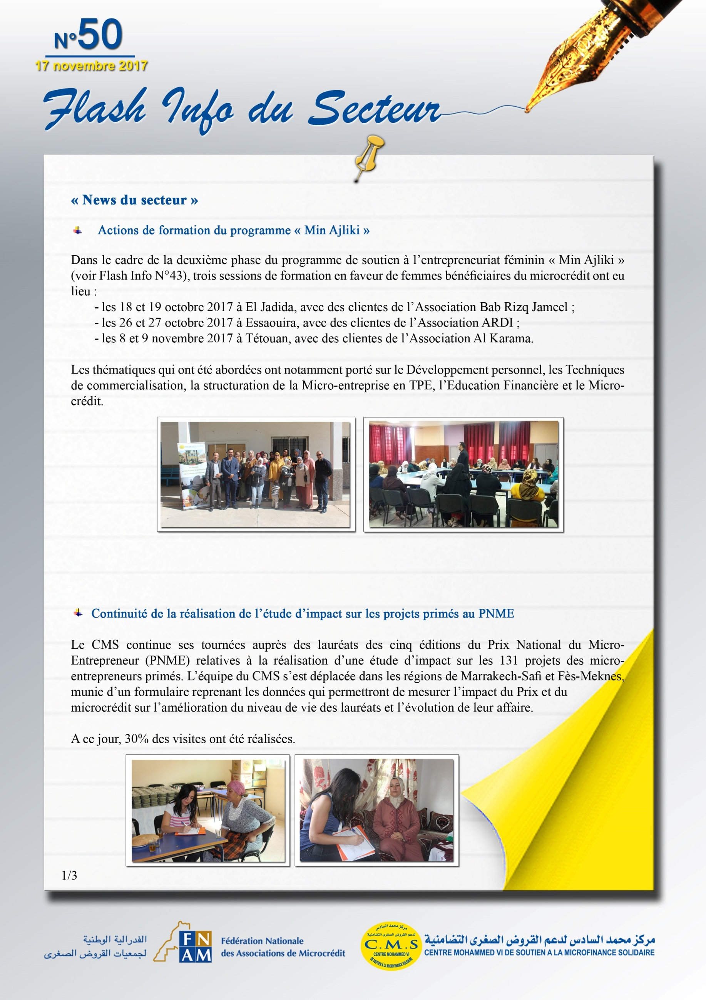 N°50
17 novembre 2017
Flash Info du Secteur
« News du secteur »
Actions de formation du programme « Min Ajliki »
Dans le cadre de la deuxième phase du programme de soutien à l’entrepreneuriat féminin « Min Ajliki »
(voir Flash Info N°43), trois sessions de formation en faveur de femmes bénéficiaires du microcrédit ont eu
lieu :
- les 18 et 19 octobre 2017 à El Jadida, avec des clientes de l’Association Bab Rizq Jameel ;
- les 26 et 27 octobre 2017 à Essaouira, avec des clientes de l’Association ARDI ;
- les 8 et 9 novembre 2017 à Tétouan, avec des clientes de l’Association Al Karama.
Les thématiques qui ont été abordées ont notamment porté sur le Développement personnel, les Techniques
de commercialisation, la structuration de la Micro-entreprise en TPE, l’Education Financière et le Micro-
crédit.
Continuité de la réalisation de l’étude d’impact sur les projets primés au PNME
Le CMS continue ses tournées auprès des lauréats des cinq éditions du Prix National du Micro-
Entrepreneur (PNME) relatives à la réalisation d’une étude d’impact sur les 131 projets des micro-
entrepreneurs primés. L’équipe du CMS s’est déplacée dans les régions de Marrakech-Safi et Fès-Meknes,
munie d’un formulaire reprenant les données qui permettront de mesurer l’impact du Prix et du
microcrédit sur l’amélioration du niveau de vie des lauréats et l’évolution de leur affaire.
A ce jour, 30% des visites ont été réalisées.
1/3
الفدرالية الوطنية
لجمعيات القروض الصغرى
FN
AM
Fédération Nationale
des Associations de Microcrédit
مركز محمد السادس
لدعم القروض الصغرى التضامنية
C.M.S
CENTRE MOHAMMED VI
DE SOUTIEN À LA MICROFINANCE SOLIDAIRE
مركز محمد السادس لدعم القروض الصغرى التضامنية
CENTRE MOHAMMED VI DE SOUTIEN A LA MICROFINANCE SOLIDAIRE